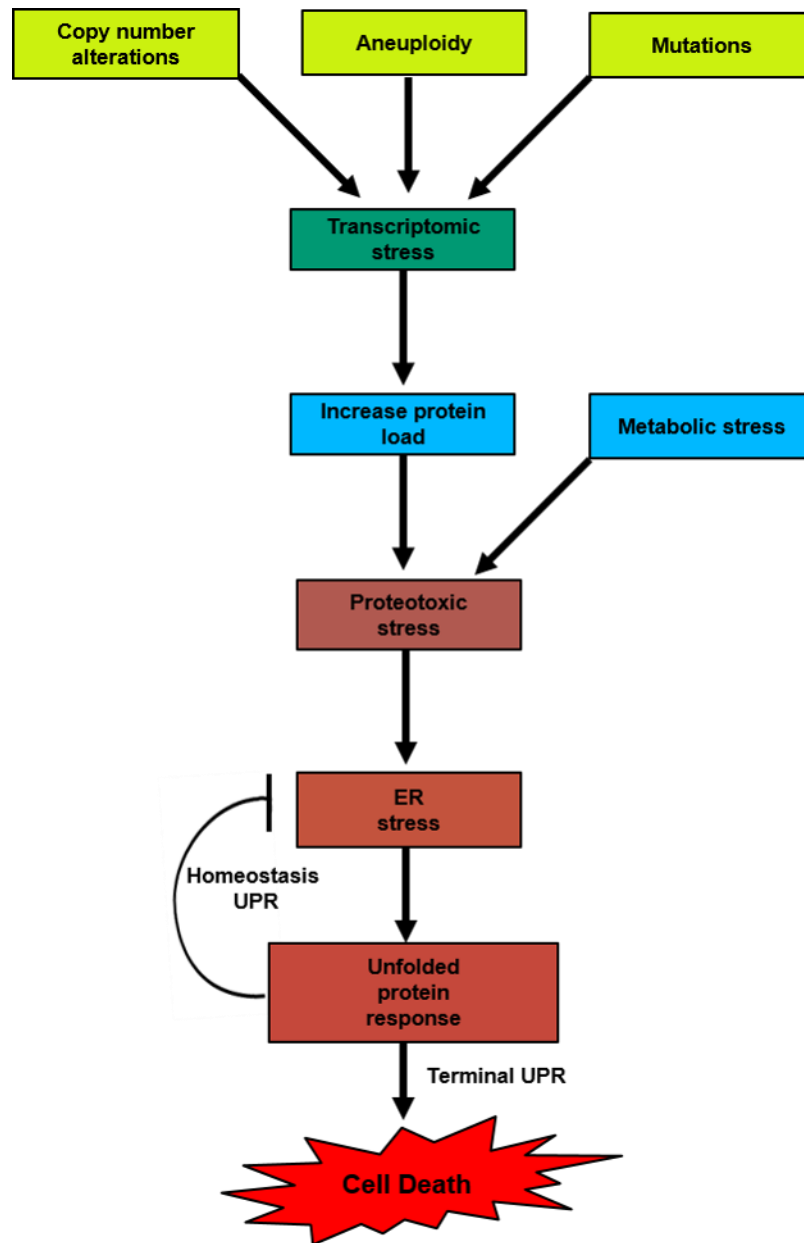 Copy number
alterations
Aneuploidy
Mutations
Transcriptomic
stress
Increase protein
load
Metabolic stress
Proteotoxic
stress
ER
stress
Homeostasis
UPR
Unfolded
protein
response
Terminal UPR
Cell Death